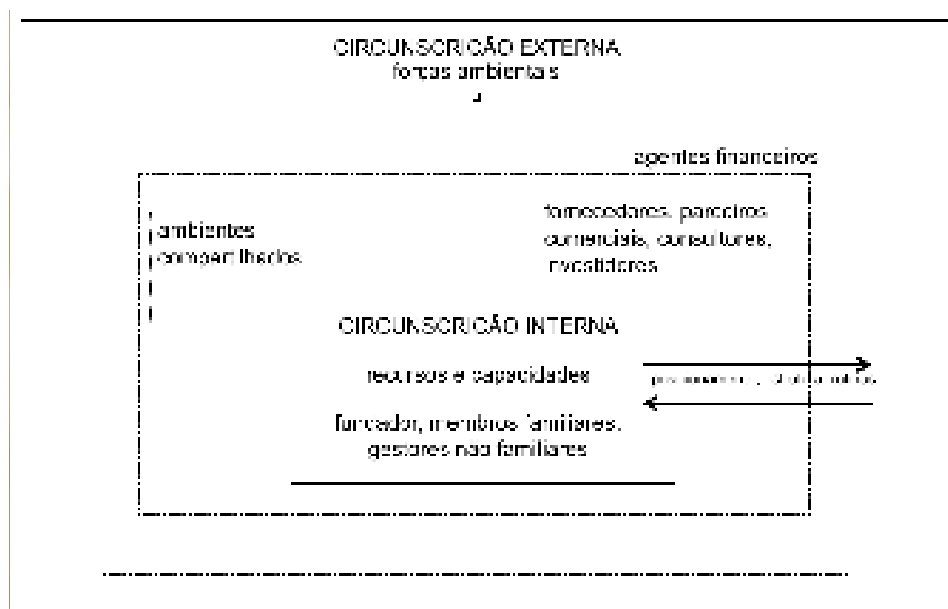 CIRCUNSCRIÇÃO EXTERNA
forças ambientais
agentes financeiros
fornecedores, parceiros
comerciais, consultores,
investidores
ambientes
compartilhados
CIRCUNSCRIÇÃO INTERNA
recursos e capacidades
fundador, membros familiares,
gestores não familiares